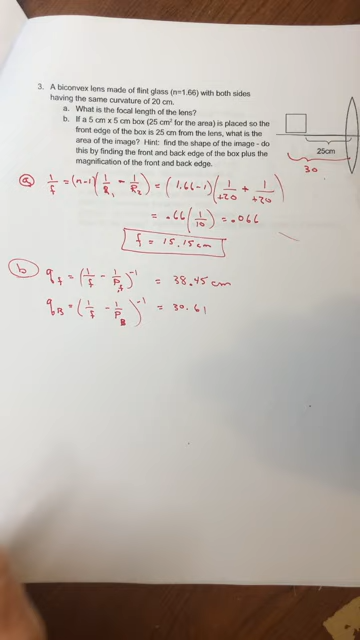 3. A biconvex lens made of flint glass (n=1.66) with both sides
having the same curvature of 20 cm.
a. What is the focal length of the lens?
b. If a 5 cm x 5 cm box (25 cm² for the area) is placed so the
front edge of the box is 25 cm from the lens, what is the
area of the image? Hint: find the shape of the image - do
this by finding the front and back edge of the box plus the
magnification of the front and back edge.
25cm
30
ⓐ 1/f = (n-1)(1/R₁ - 1/R₂) = (1.66-1)(1/+20 + 1/+20)
= .66(1/10) = .066
f = 15.15cm
ⓑ q_f = (1/f - 1/P_f)⁻¹ = 38.45 cm
q_B = (1/f - 1/P_B)⁻¹ = 30.61